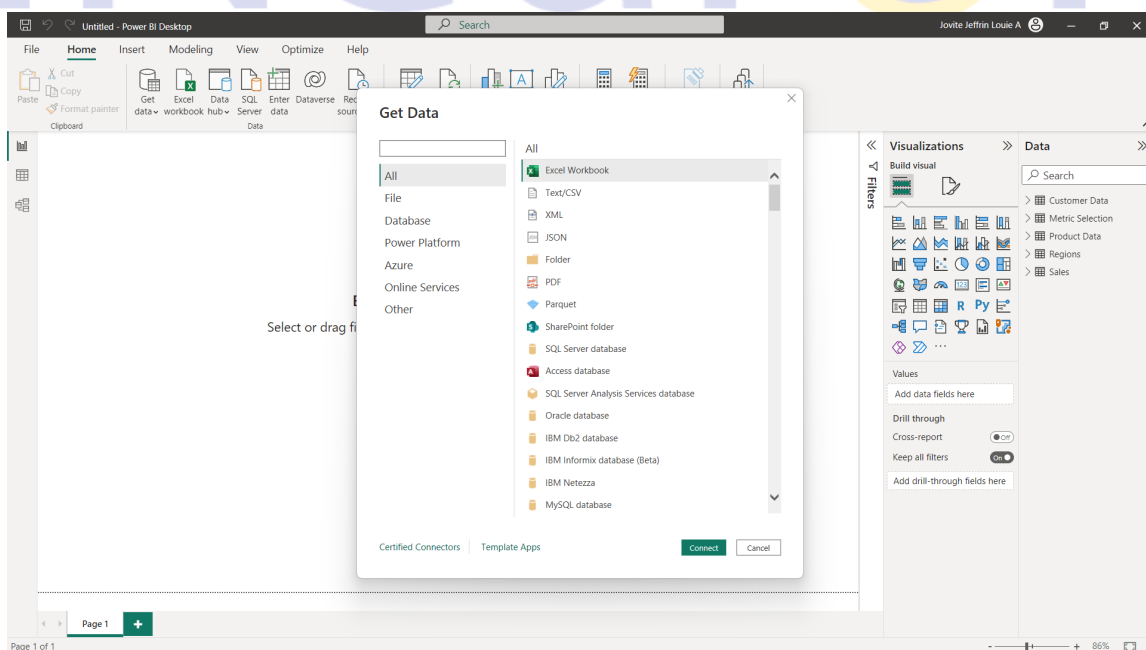 Untitled - Power BI Desktop
Search
Jovite Jeffrin Louie A
File Home Insert Modeling View Optimize Help
Paste
Cut
Copy
Format painter
Clipboard
Get data
Excel workbook
Data hub
SQL Server
Enter data
Dataverse
Data
Get Data
All
File
Database
Power Platform
Azure
Online Services
Other
All
Excel Workbook
Text/CSV
XML
JSON
Folder
PDF
Parquet
SharePoint folder
SQL Server database
Access database
SQL Server Analysis Services database
Oracle database
IBM Db2 database
IBM Informix database (Beta)
IBM Netezza
MySQL database
Certified Connectors
Template Apps
Connect
Cancel
Select or drag fi
Filters
Visualizations
Build visual
R Py
123
Values
Add data fields here
Drill through
Cross-report
Off
Keep all filters
On
Add drill-through fields here
Data
Search
Customer Data
Metric Selection
Product Data
Regions
Sales
Page 1
Page 1 of 1
- + 86%